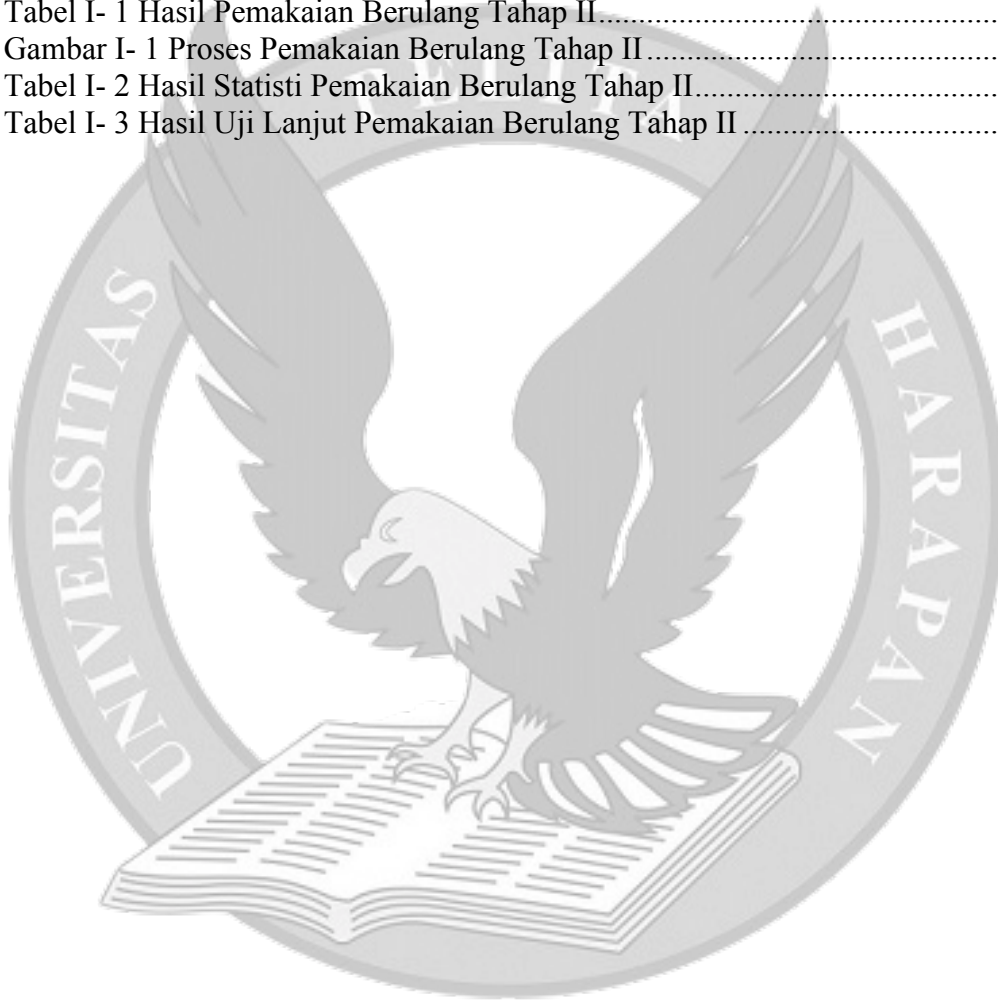 Tabel I- 1 Hasil Pemakaian Berulang Tahap II................................................
Gambar I- 1 Proses Pemakaian Berulang Tahap II..........................................
Tabel I- 2 Hasil Statisti Pemakaian Berulang Tahap II....................................
Tabel I- 3 Hasil Uji Lanjut Pemakaian Berulang Tahap II ..............................
UNIVERSITAS PELITA HARAPAN